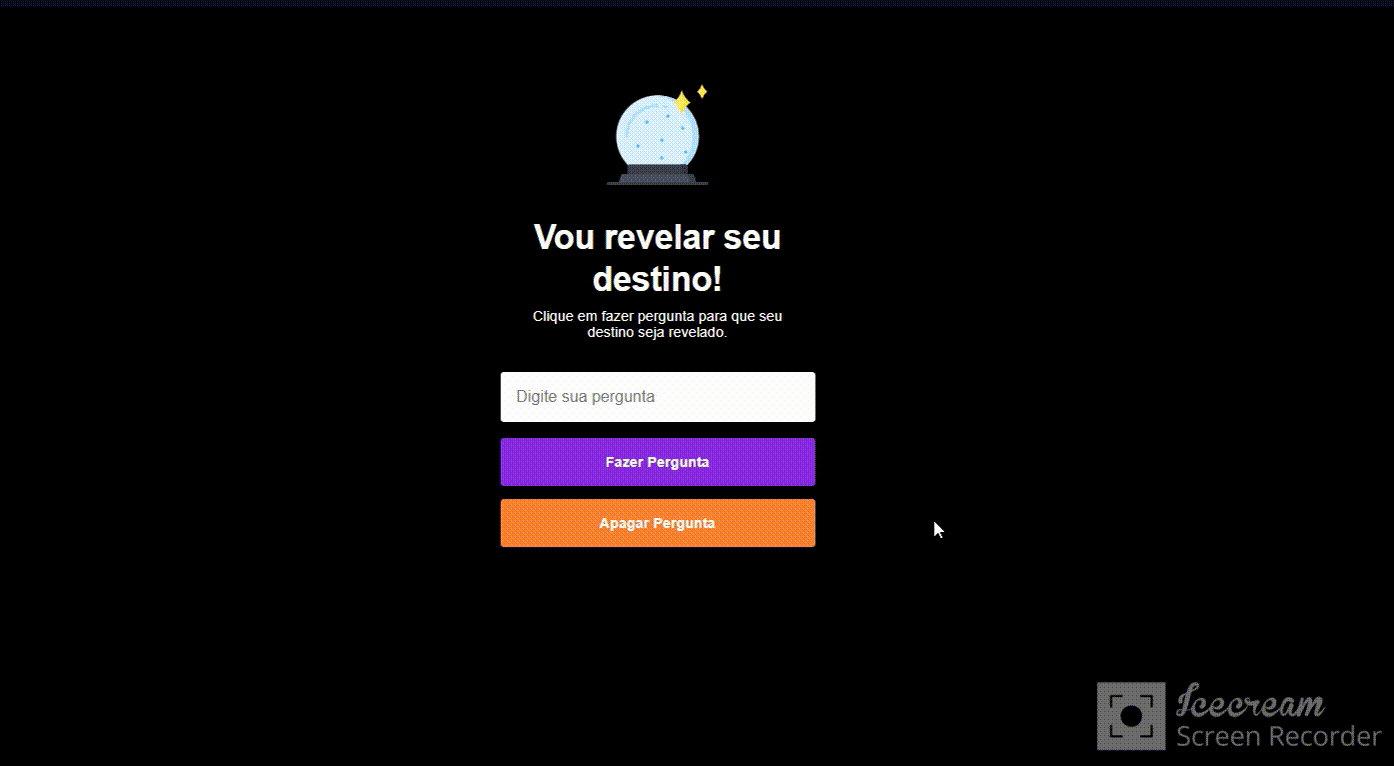 Vou revelar seu
destino!
Clique em fazer pergunta para que seu
destino seja revelado.
Digite sua pergunta
Fazer Pergunta
Apagar Pergunta
Icecream
Screen Recorder